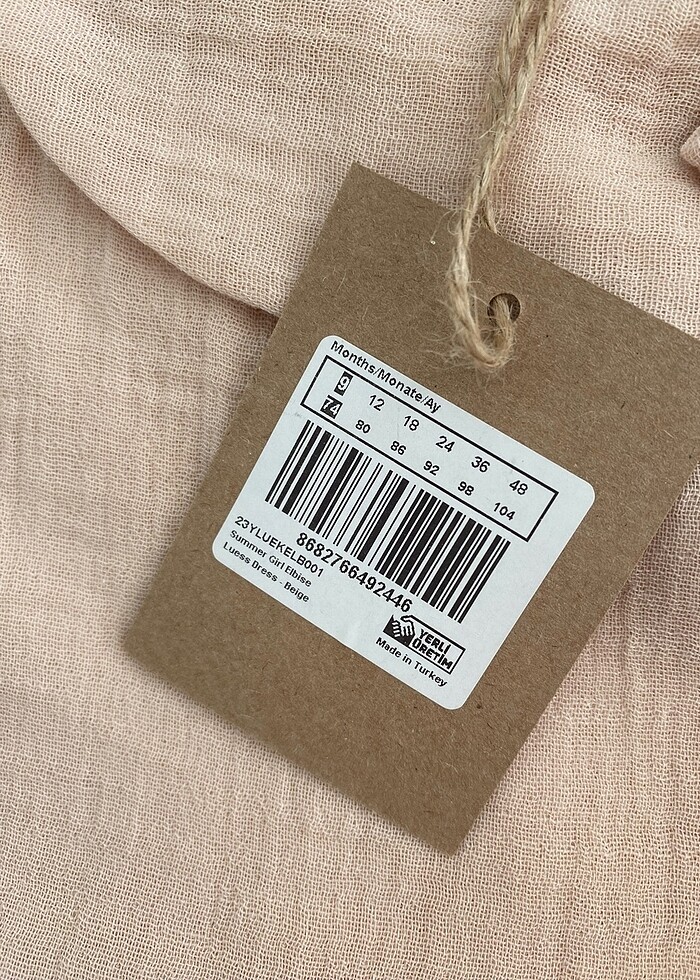 Months/Monate/Ay
9 12 18 24 36 48
74 80 86 92 98 104
8682766492446
23YLUEKELB001
Summer Girl Elbise
Luess Dress - Beige
YERLİ
ÜRETİM
Made in Turkey